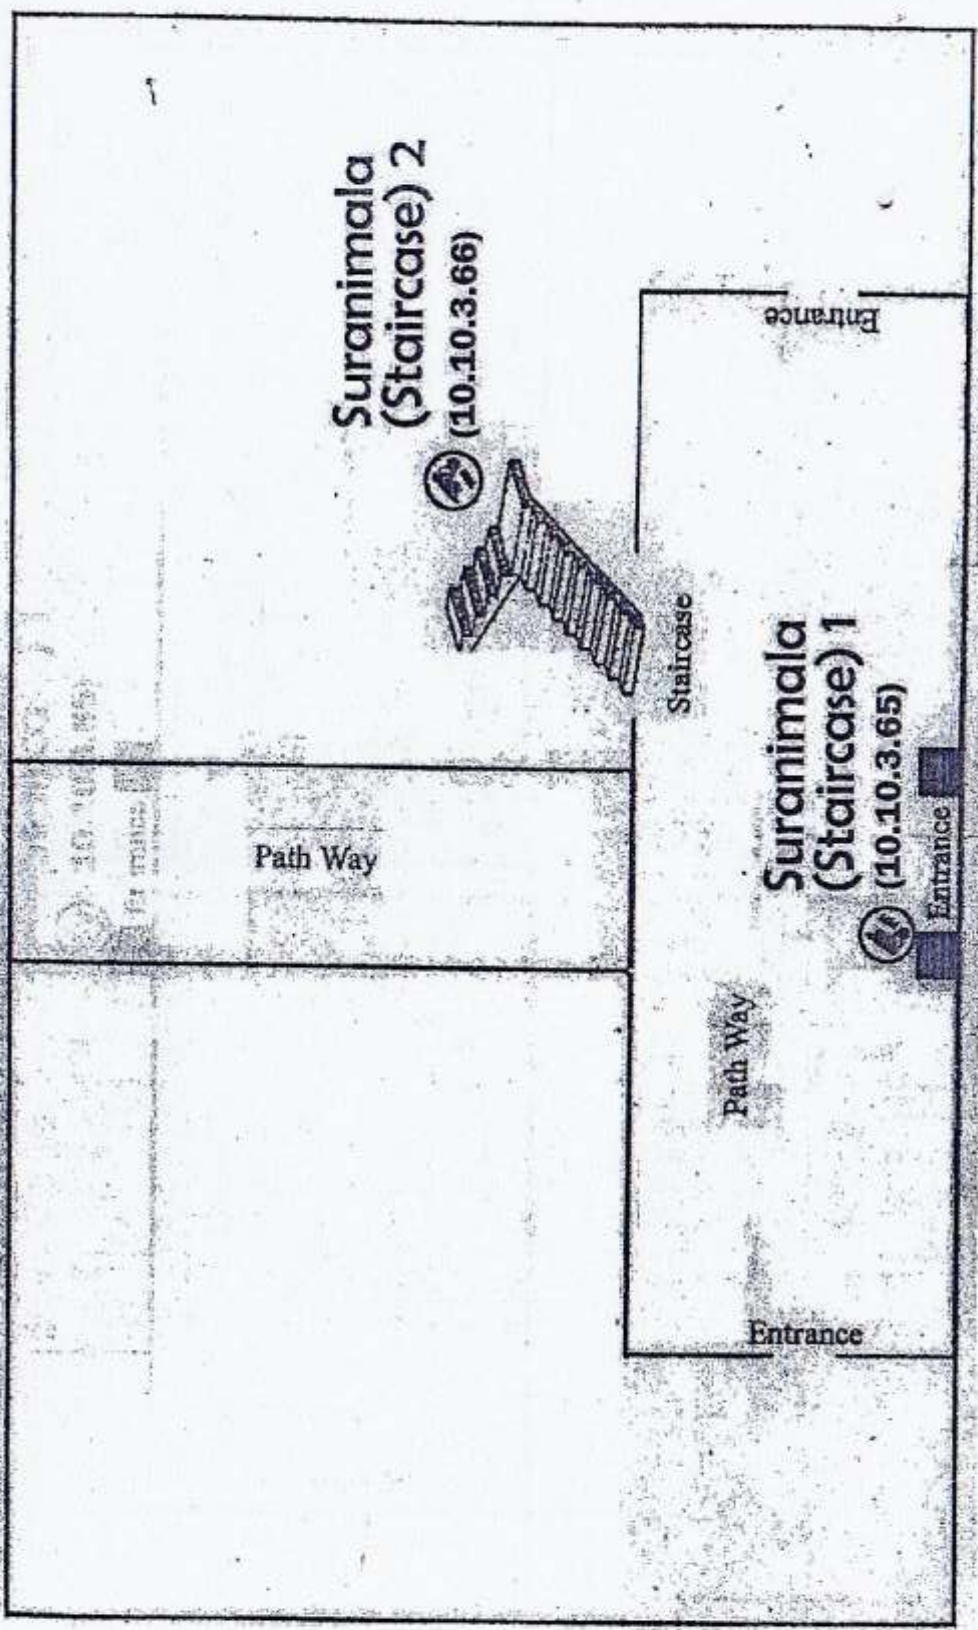 Suranimala
(Staircase) 2
(10.10.3.66)
Entrance
Staircase
Path Way
Suranimala
(Staircase) 1
(10.10.3.65)
Entrance
Path Way
Entrance